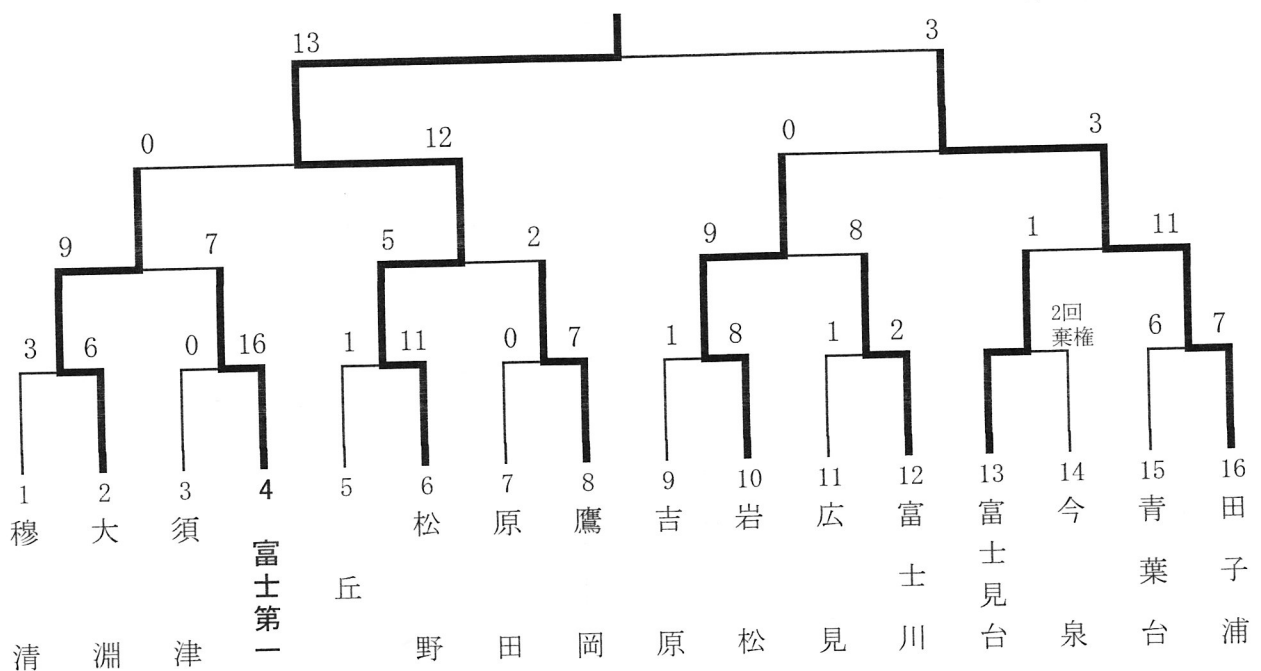 13
3
0
12
0
3
9
7
5
2
9
8
1
11
3
6
0
16
1
11
0
7
1
8
1
2
2回
棄権
6
7
1
穆清
2
大淵
3
須津
4
富士第一
5
丘
6
松野
7
原田
8
鷹岡
9
吉原
10
岩松
11
広見
12
富士川
13
富士見台
14
今泉
15
青葉台
16
田子浦